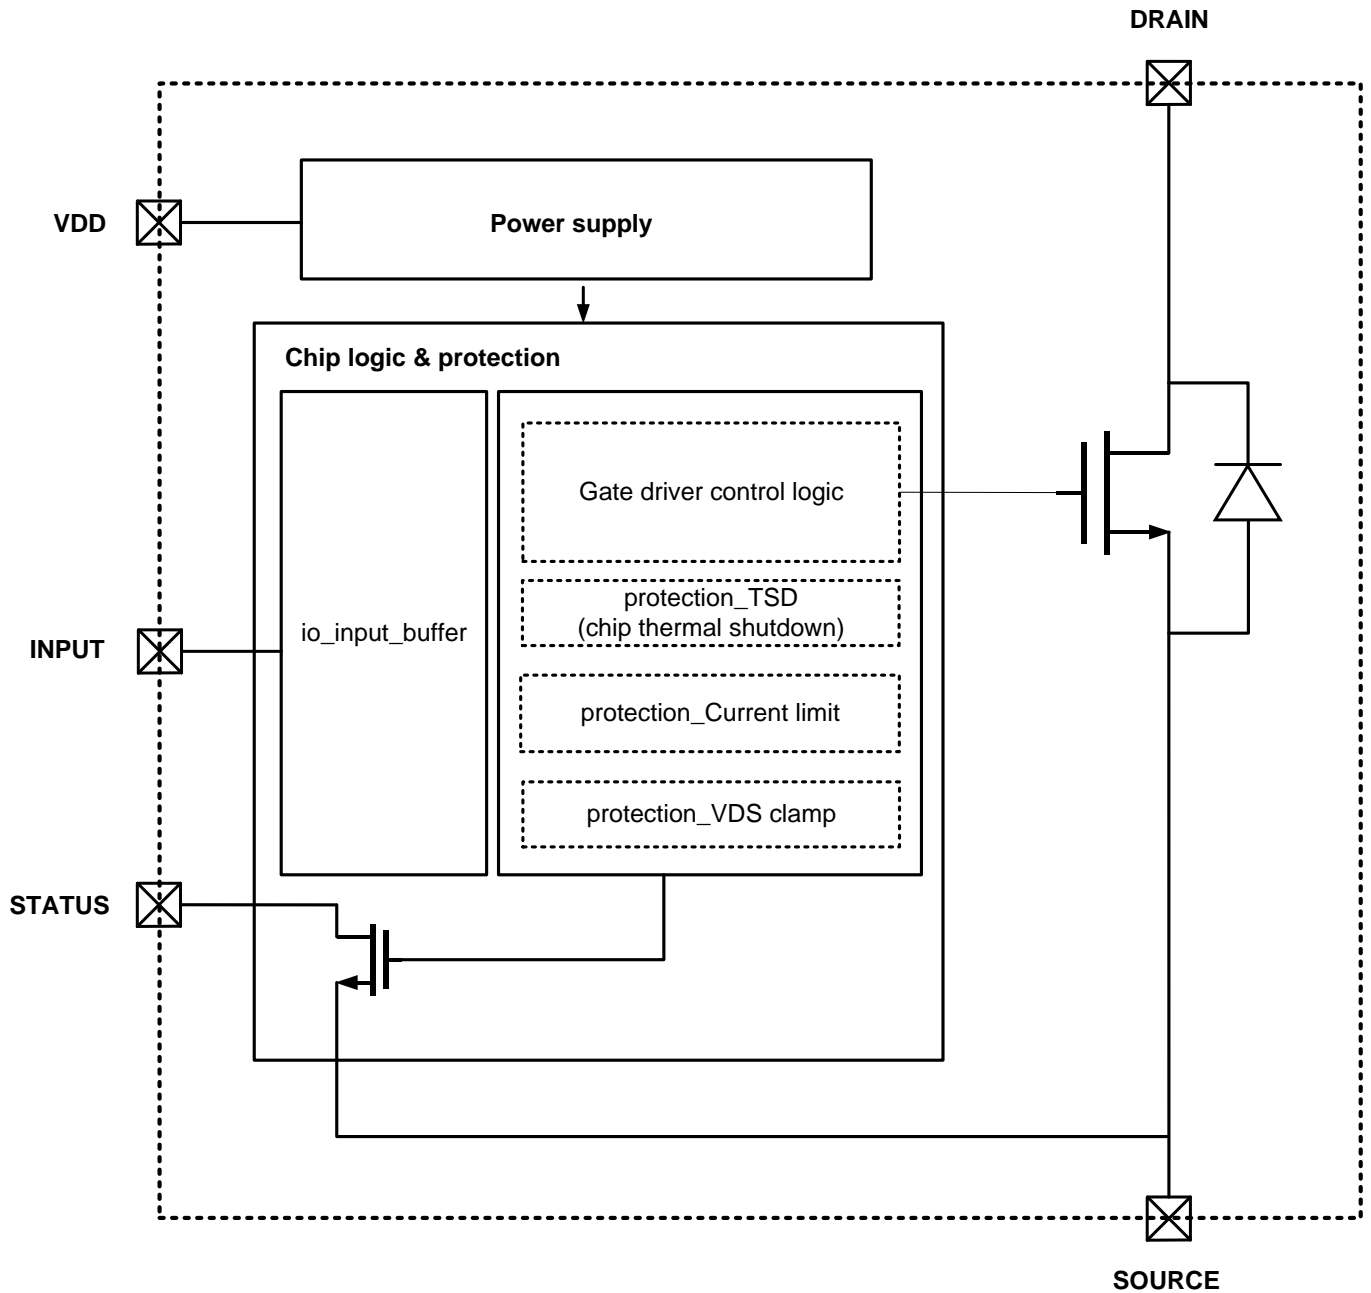 DRAIN
VDD
Power supply
Chip logic & protection
Gate driver control logic
protection_TSD
(chip thermal shutdown)
io_input_buffer
INPUT
protection_Current limit
protection_VDS clamp
STATUS
SOURCE